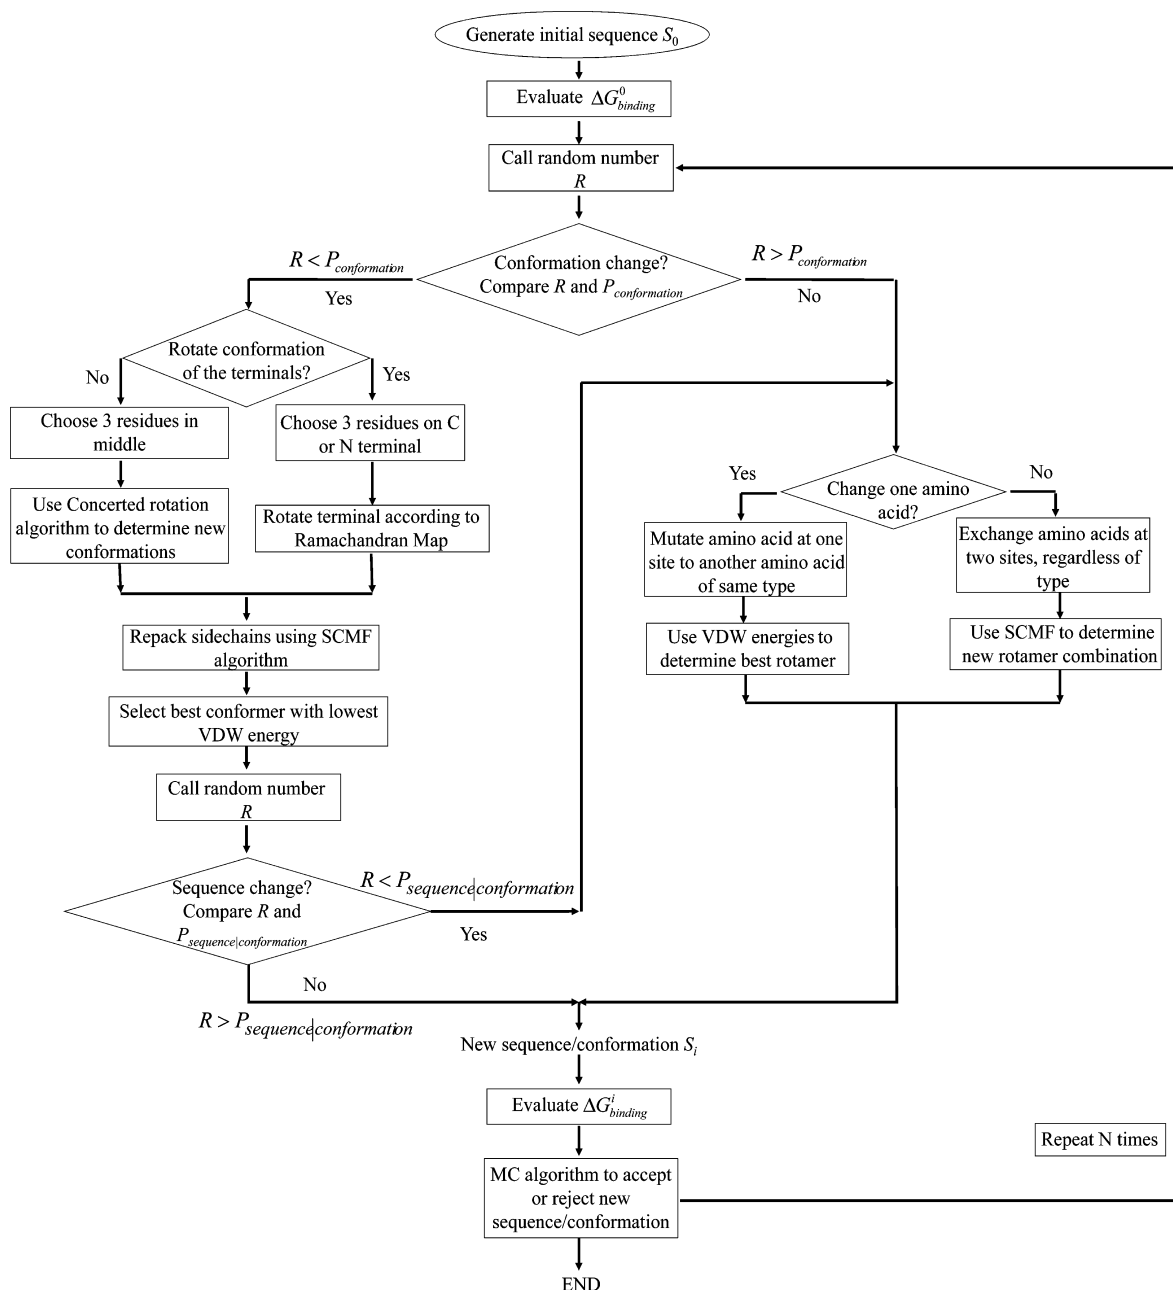 Generate initial sequence S₀
Evaluate ΔG⁰binding
Call random number
R
R < Pconformation
Yes
Conformation change?
Compare R and Pconformation
R > Pconformation
No
Rotate conformation
of the terminals?
No
Yes
Choose 3 residues in
middle
Choose 3 residues on C
or N terminal
Use Concerted rotation
algorithm to determine new
conformations
Rotate terminal according to
Ramachandran Map
Repack sidechains using SCMF
algorithm
Select best conformer with lowest
VDW energy
Call random number
R
Sequence change?
Compare R and
Psequence|conformation
R < Psequence|conformation
Yes
No
R > Psequence|conformation
Change one amino
acid?
Yes
No
Mutate amino acid at one
site to another amino acid
of same type
Exchange amino acids at
two sites, regardless of
type
Use VDW energies to
determine best rotamer
Use SCMF to determine
new rotamer combination
New sequence/conformation Sᵢ
Evaluate ΔGⁱbinding
MC algorithm to accept
or reject new
sequence/conformation
Repeat N times
END